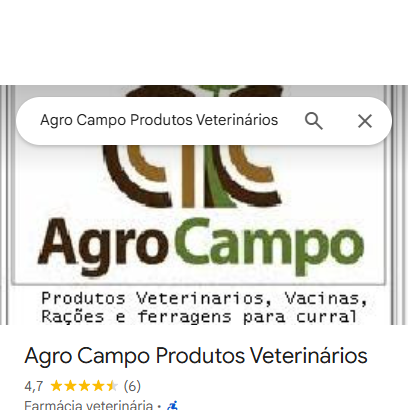 Agro Campo Produtos Veterinários
AgroCampo
Produtos Veterinarios, Vacinas,
Rações e ferragens para curral
Agro Campo Produtos Veterinários
4,7 (6)
Farmácia veterinária ·